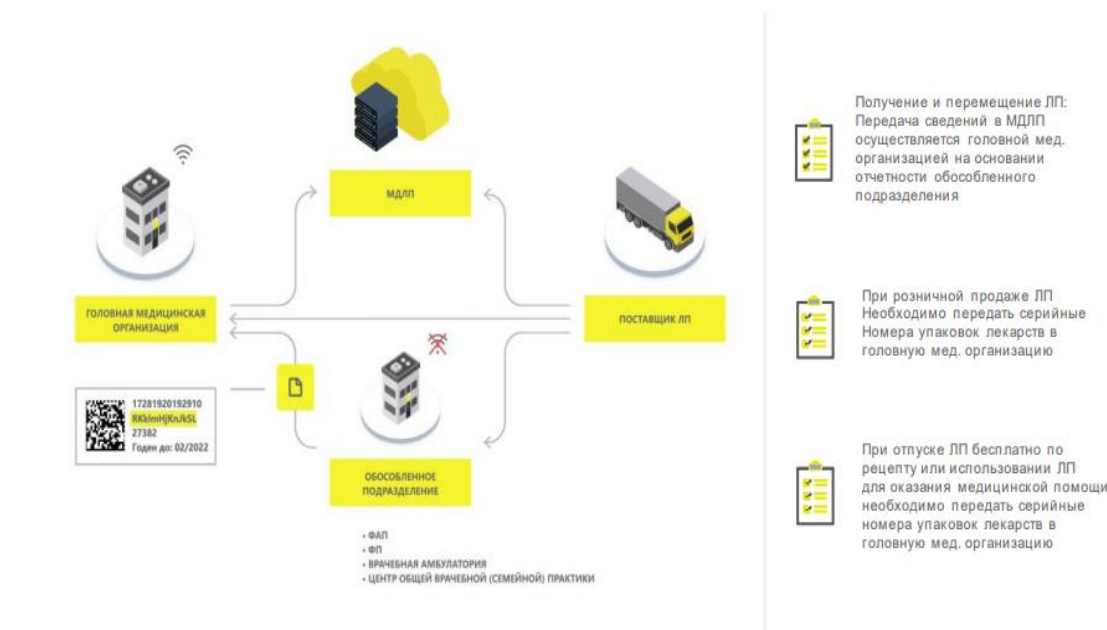 МДЛП
ГОЛОВНАЯ МЕДИЦИНСКАЯ
ОРГАНИЗАЦИЯ
ПОСТАВЩИК ЛП
17281920192910
RKklmHjKnJkSL
27382
Годен до: 02/2022
ОБОСОБЛЕННОЕ
ПОДРАЗДЕЛЕНИЕ
• ФАП
• ФП
• ВРАЧЕБНАЯ АМБУЛАТОРИЯ
• ЦЕНТР ОБЩЕЙ ВРАЧЕБНОЙ (СЕМЕЙНОЙ) ПРАКТИКИ
Получение и перемещение ЛП:
Передача сведений в МДЛП
осуществляется головной мед.
организацией на основании
отчетности обособленного
подразделения
При розничной продаже ЛП
Необходимо передать серийные
Номера упаковок лекарств в
головную мед. организацию
При отпуске ЛП бесплатно по
рецепту или использовании ЛП
для оказания медицинской помощи
необходимо передать серийные
номера упаковок лекарств в
головную мед. организацию